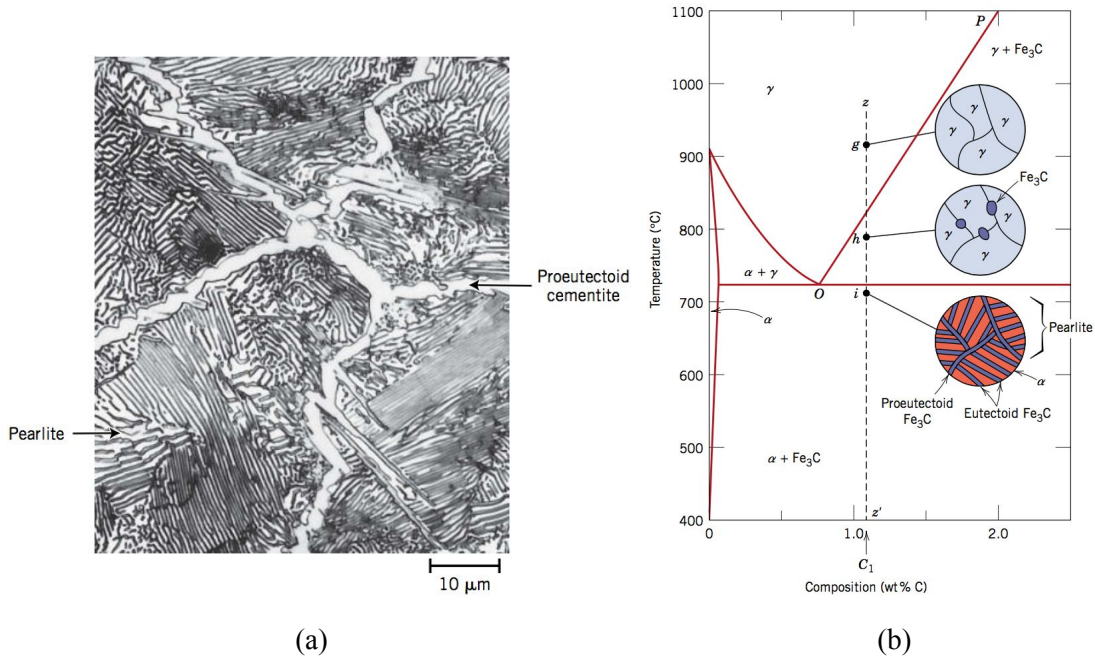 Proeutectoid
cementite
Pearlite
10 μm
(a)
1100
1000
900
800
700
600
500
400
Temperature (°C)
0
1.0
2.0
C₁
Composition (wt% C)
P
γ + Fe₃C
γ
z
g
γ
γ
γ
γ
Fe₃C
h
γ
γ
γ
γ
α + γ
O
i
α
Pearlite
α
Proeutectoid
Fe₃C
Eutectoid Fe₃C
α + Fe₃C
z'
(b)